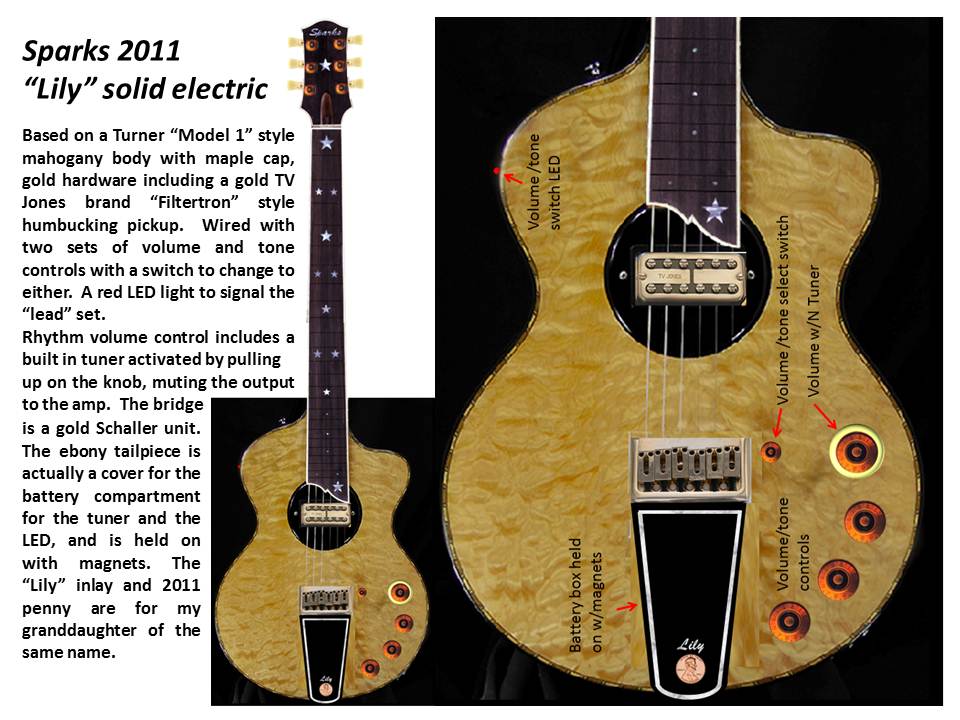 Sparks 2011
“Lily” solid electric
Based on a Turner “Model 1” style
mahogany body with maple cap,
gold hardware including a gold TV
Jones brand “Filtertron” style
humbucking pickup. Wired with
two sets of volume and tone
controls with a switch to change to
either. A red LED light to signal the
“lead” set.
Rhythm volume control includes a
built in tuner activated by pulling
up on the knob, muting the output
to the amp. The bridge
is a gold Schaller unit.
The ebony tailpiece is
actually a cover for the
battery compartment
for the tuner and the
LED, and is held on
with magnets. The
“Lily” inlay and 2011
penny are for my
granddaughter of the
same name.
Sparks
Lily
Volume /tone
switch LED
TV JONES
Volume /tone select switch
Volume w/N Tuner
Volume/tone
controls
Battery box held
on w/magnets
Lily